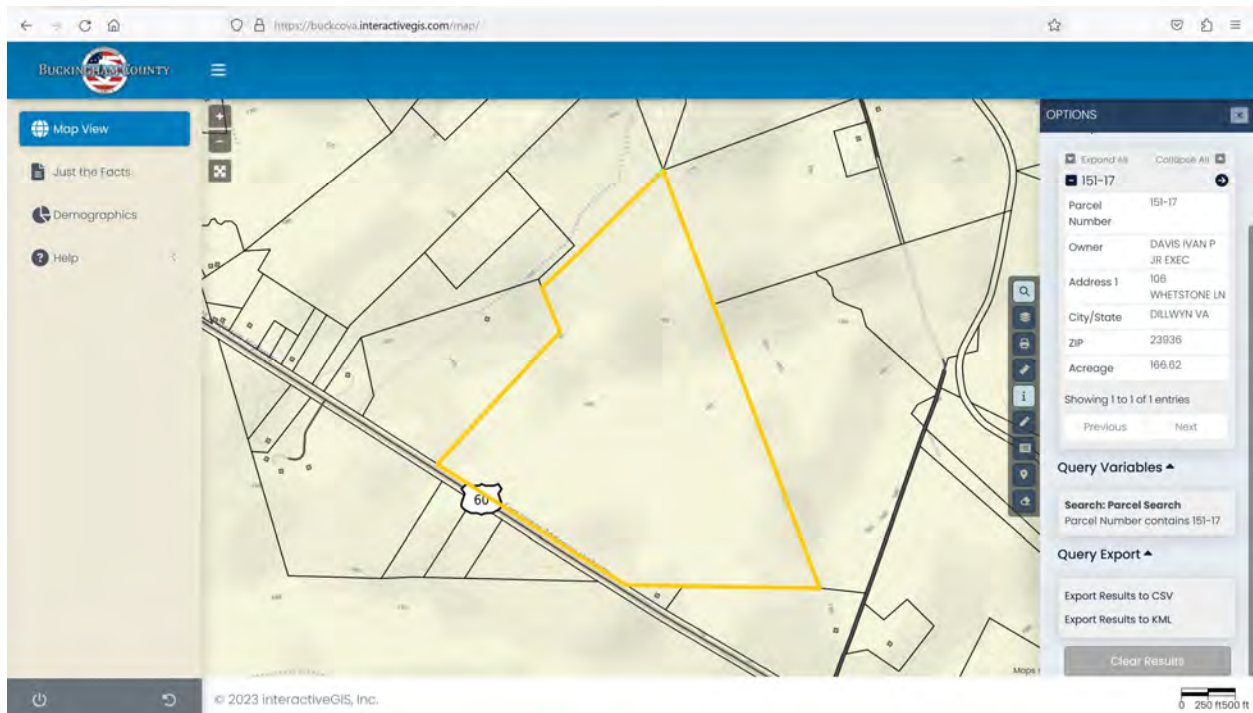 https://buckcova.interactivegis.com/map/
BUCKINGHAM COUNTY
Map View
Just the Facts
Demographics
Help
60
OPTIONS
Expand All
Collapse All
151-17
Parcel Number
151-17
Owner
DAVIS IVAN P
JR EXEC
Address 1
106
WHETSTONE LN
City/State
DILLWYN VA
ZIP
23936
Acreage
166.62
Showing 1 to 1 of 1 entries
Previous
Next
Query Variables
Search: Parcel Search
Parcel Number contains 151-17
Query Export
Export Results to CSV
Export Results to KML
Clear Results
Maps
© 2023 interactiveGIS, Inc.
0 250 ft 500 ft